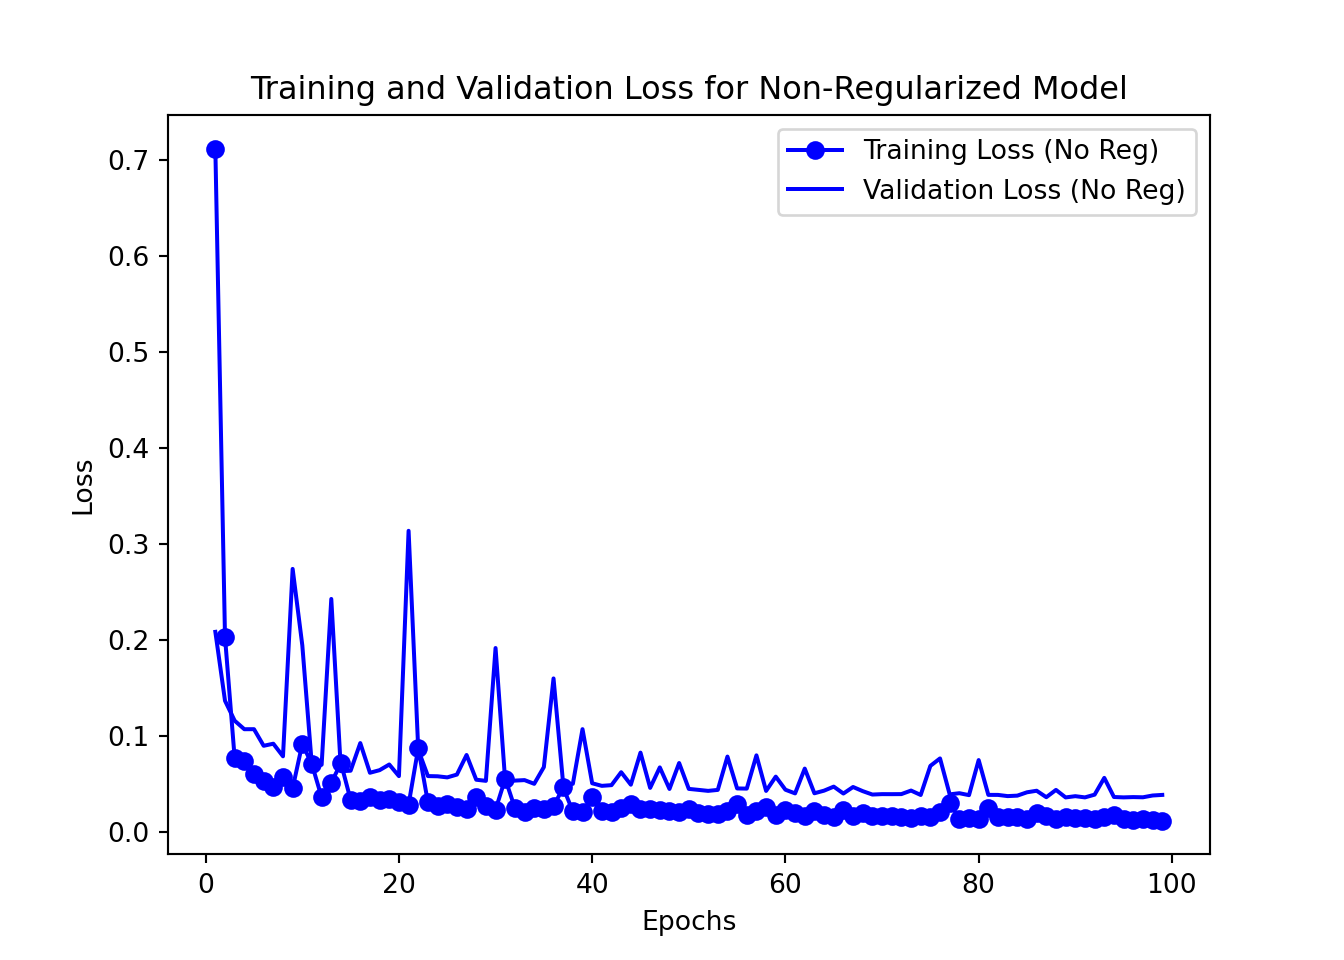 Training and Validation Loss for Non-Regularized Model
Training Loss (No Reg)
Validation Loss (No Reg)
0.7
0.6
0.5
0.4
0.3
0.2
0.1
0.0
Loss
0 20 40 60 80 100
Epochs